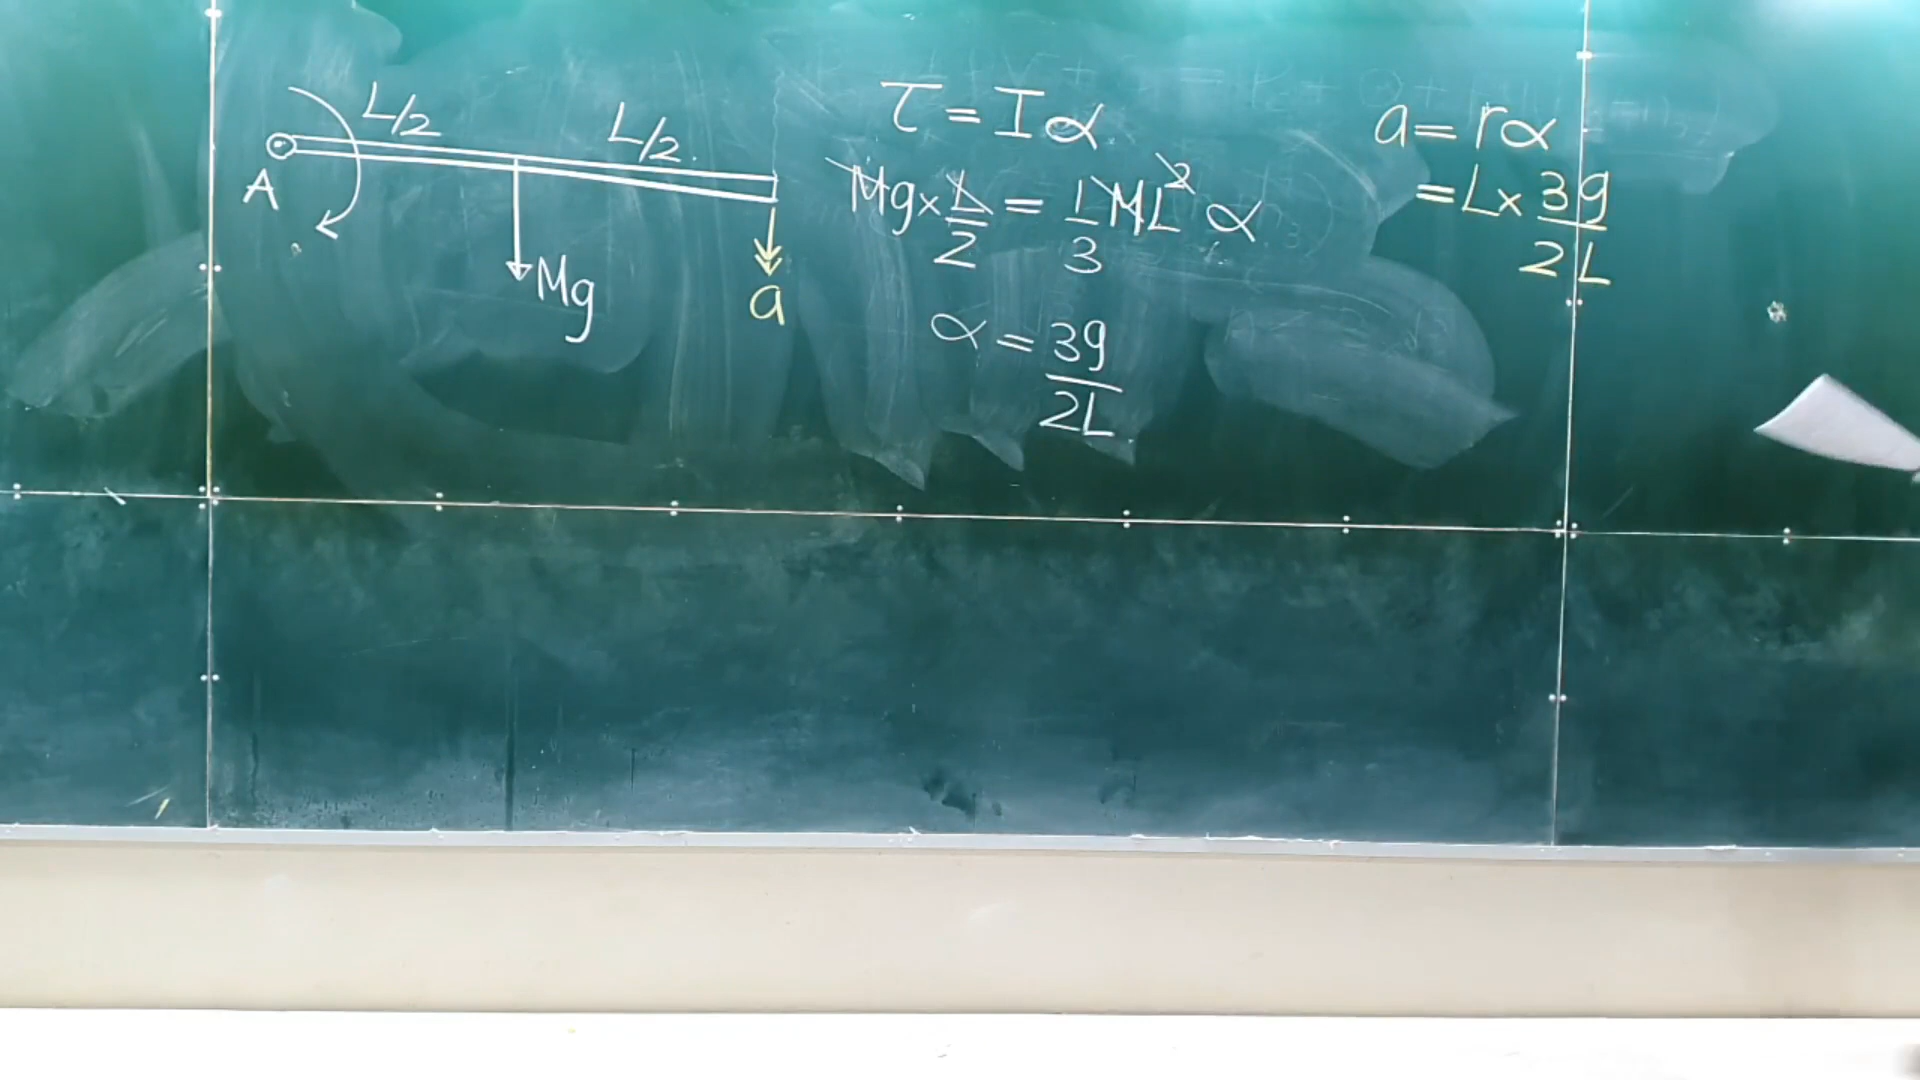 L/2
L/2
A
Mg
a
τ = Iα
Mg × L/2 = 1/3 ML² α
α = 3g/2L
a = rα
= L × 3g/2L